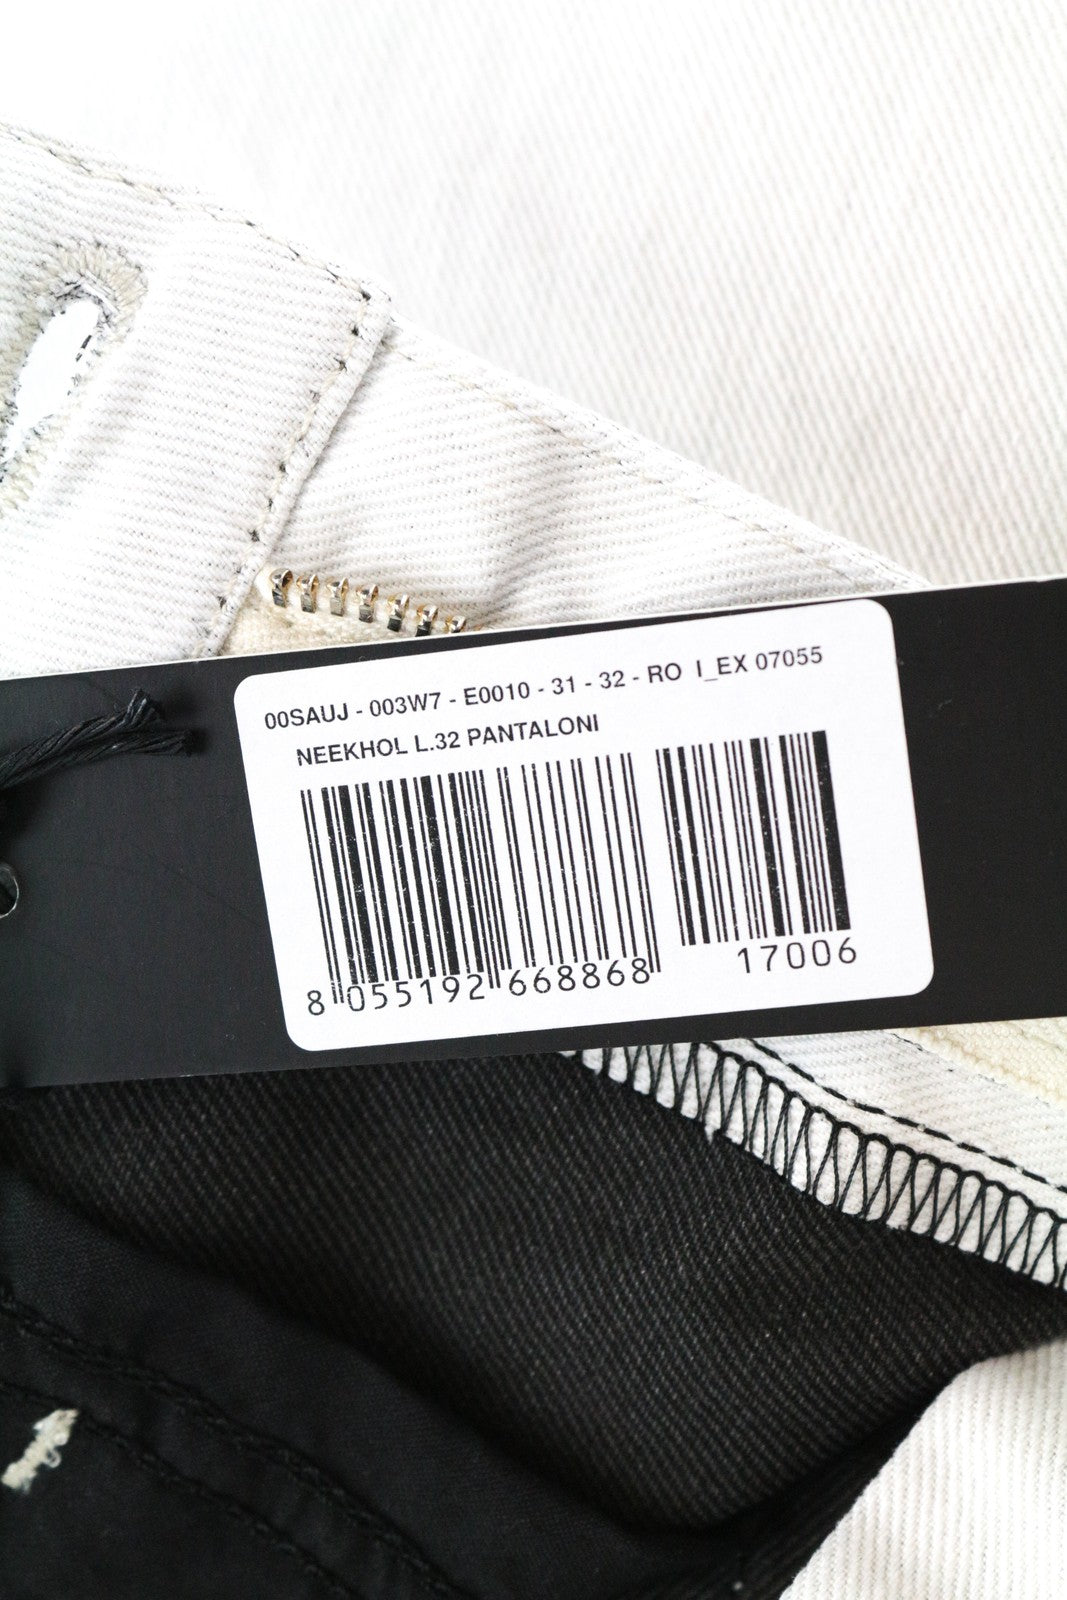 00SAUJ - 003W7 - E0010 - 31 - 32 - RO I_EX 07055
NEEKHOL L.32 PANTALONI
8 055192 668868
17006